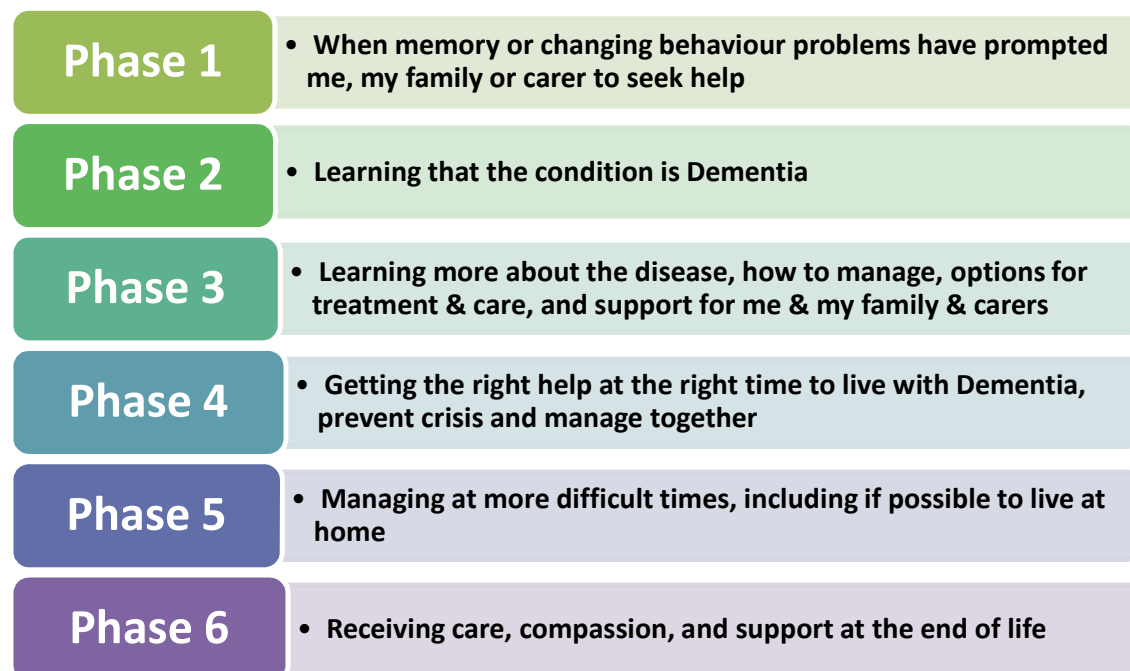 Phase 1
• When memory or changing behaviour problems have prompted
me, my family or carer to seek help
Phase 2
• Learning that the condition is Dementia
Phase 3
• Learning more about the disease, how to manage, options for
treatment & care, and support for me & my family & carers
Phase 4
• Getting the right help at the right time to live with Dementia,
prevent crisis and manage together
Phase 5
• Managing at more difficult times, including if possible to live at
home
Phase 6
• Receiving care, compassion, and support at the end of life